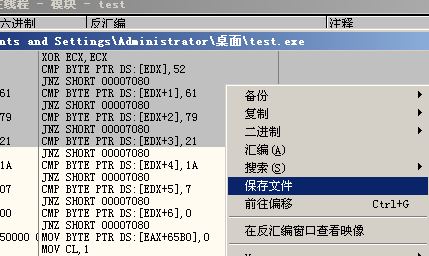 线程 - 模块 - test
六进制 反汇编 注释
nts and Settings\Administrator\桌面\test.exe
XOR ECX,ECX
CMP BYTE PTR DS:[EDX],52
JNZ SHORT 00007080
61 CMP BYTE PTR DS:[EDX+1],61
JNZ SHORT 00007080
79 CMP BYTE PTR DS:[EDX+2],79
JNZ SHORT 00007080
21 CMP BYTE PTR DS:[EDX+3],21
JNZ SHORT 00007080
1A CMP BYTE PTR DS:[EDX+4],1A
JNZ SHORT 00007080
07 CMP BYTE PTR DS:[EDX+5],7
JNZ SHORT 00007080
00 CMP BYTE PTR DS:[EDX+6],0
JNZ SHORT 00007080
50000 0 MOV BYTE PTR DS:[EAX+65B0],0
MOV CL,1
备份
复制
二进制
汇编(A)
搜索(S)
保存文件
前往偏移 Ctrl+G
在反汇编窗口查看映像